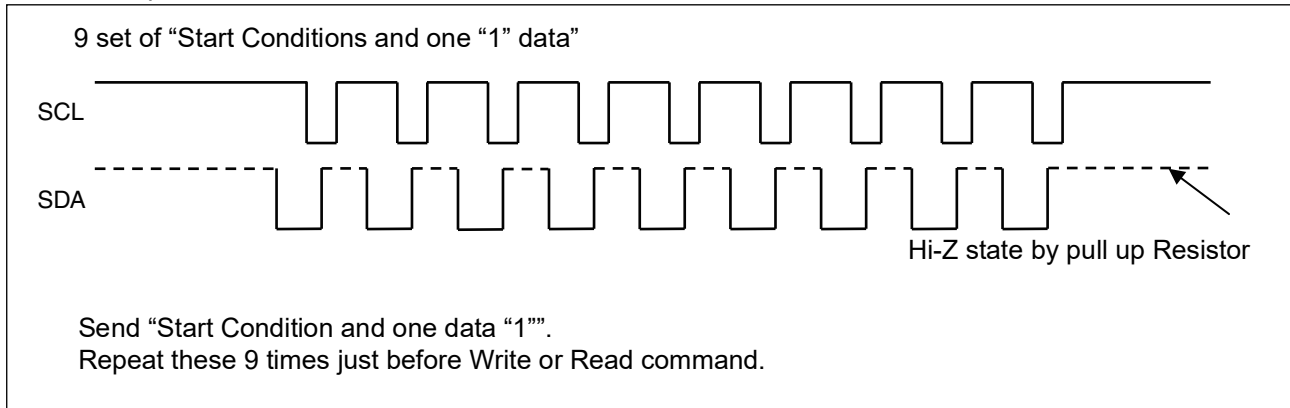 9 set of “Start Conditions and one “1” data”
SCL
SDA
Hi-Z state by pull up Resistor
Send “Start Condition and one data “1””.
Repeat these 9 times just before Write or Read command.